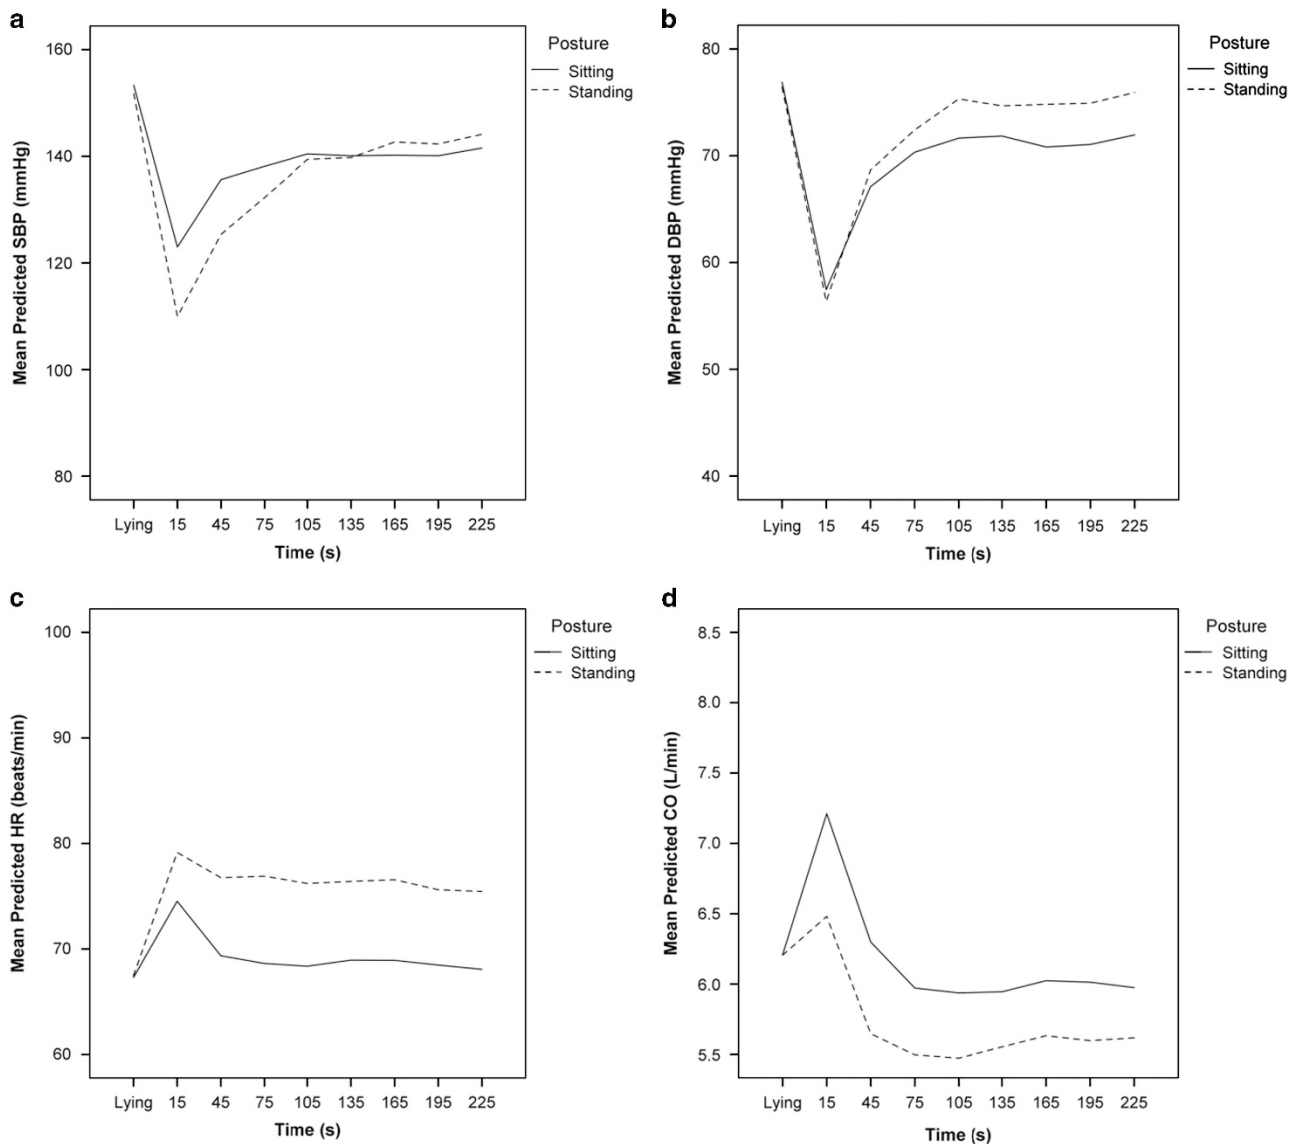 a
160
140
120
100
80
Mean Predicted SBP (mmHg)
Lying 15 45 75 105 135 165 195 225
Time (s)
Posture
Sitting
Standing
b
80
70
60
50
40
Mean Predicted DBP (mmHg)
Lying 15 45 75 105 135 165 195 225
Time (s)
Posture
Sitting
Standing
c
100
90
80
70
60
Mean Predicted HR (beats/min)
Lying 15 45 75 105 135 165 195 225
Time (s)
Posture
Sitting
Standing
d
8.5
8.0
7.5
7.0
6.5
6.0
5.5
Mean Predicted CO (L/min)
Lying 15 45 75 105 135 165 195 225
Time (s)
Posture
Sitting
Standing